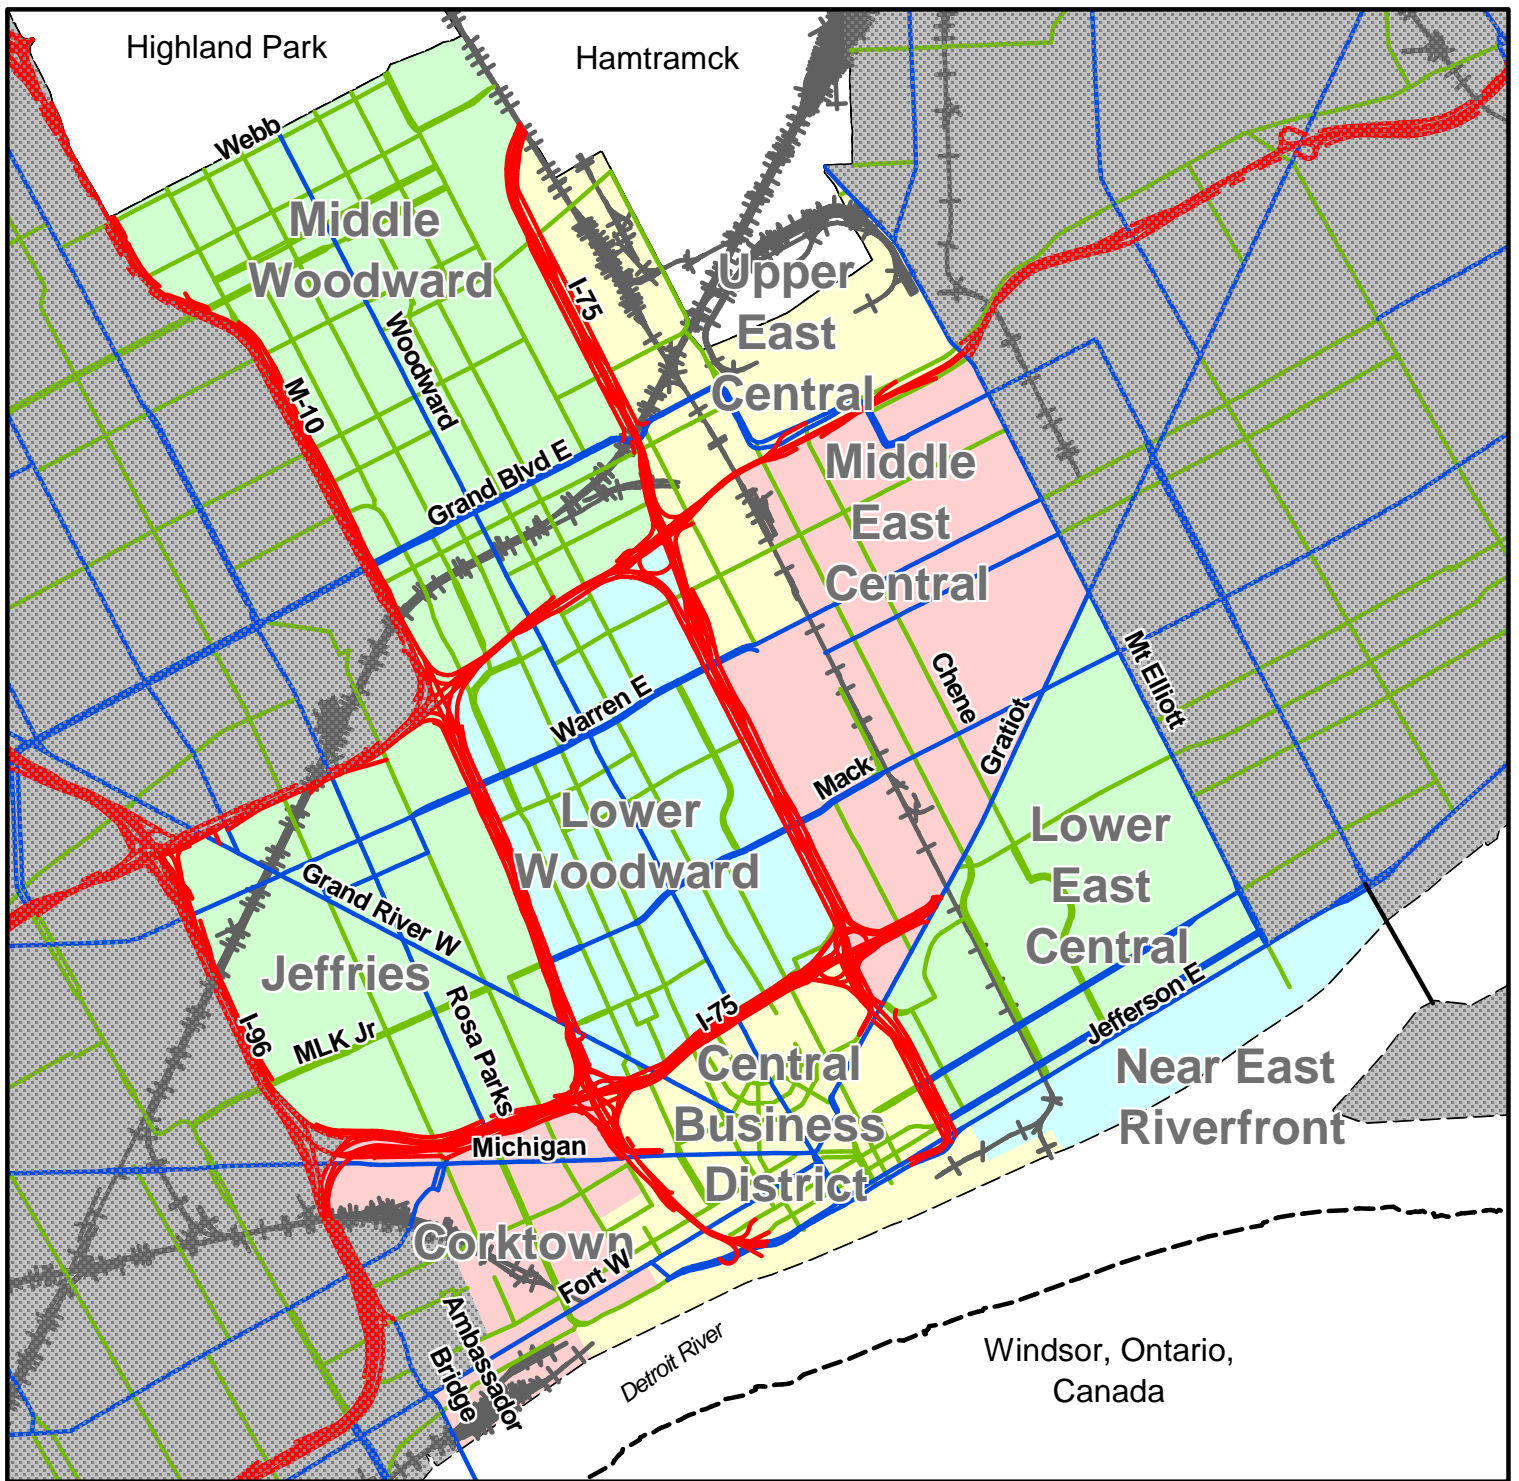 Highland Park
Hamtramck
Webb
Middle
Woodward
I-75
Upper
East
Central
Woodward
M-10
Grand Blvd E
Middle
East
Central
Warren E
Chene
Mt Elliott
Gratiot
Mack
Lower
Woodward
Lower
East
Central
Grand River W
Jeffries
Rosa Parks
I-96
MLK Jr
I-75
Jefferson E
Central
Business
District
Near East
Riverfront
Michigan
Corktown
Fort W
Ambassador
Bridge
Detroit River
Windsor, Ontario,
Canada